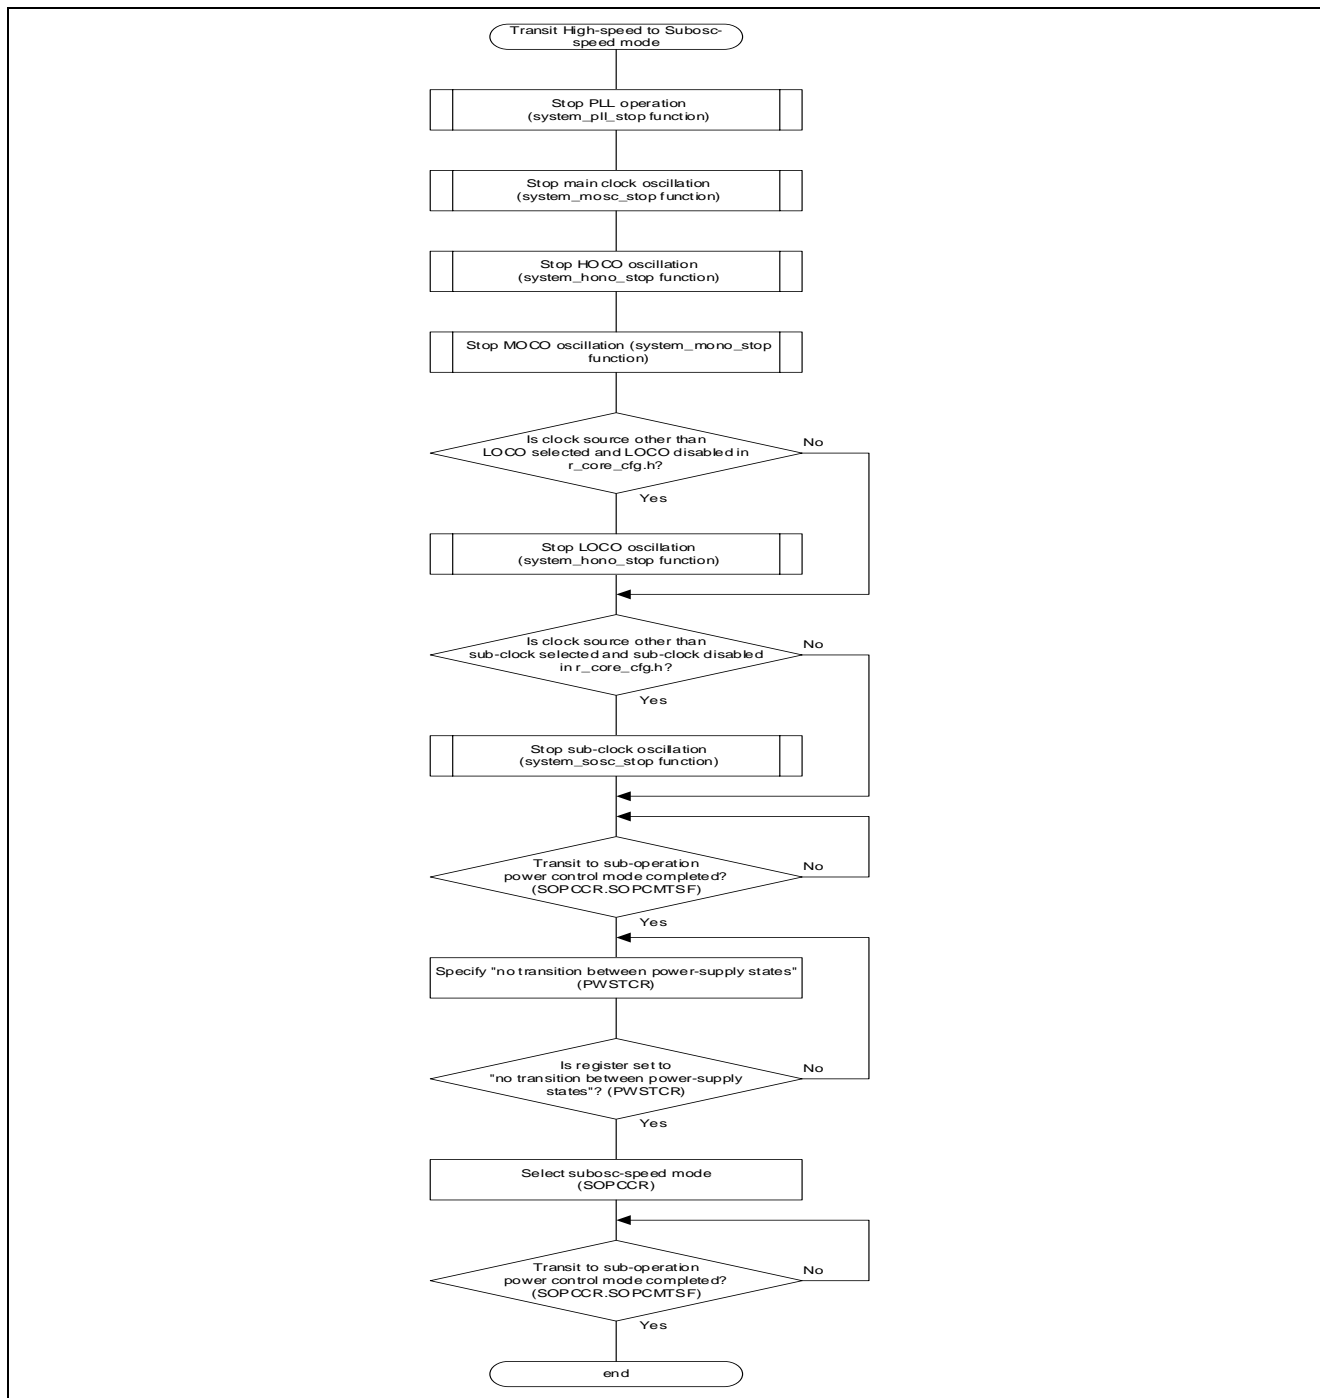 Transit High-speed to Subosc-
speed mode
Stop PLL operation
(system_pll_stop function)
Stop main clock oscillation
(system_mosc_stop function)
Stop HOCO oscillation
(system_hono_stop function)
Stop MOCO oscillation (system_mono_stop
function)
Is clock source other than
LOCO selected and LOCO disabled in
r_core_cfg.h?
No
Yes
Stop LOCO oscillation
(system_hono_stop function)
Is clock source other than
sub-clock selected and sub-clock disabled
in r_core_cfg.h?
No
Yes
Stop sub-clock oscillation
(system_sosc_stop function)
Transit to sub-operation
power control mode completed?
(SOPCCR.SOPCMTSF)
No
Yes
Specify "no transition between power-supply states"
(PWSTCR)
Is register set to
"no transition between power-supply
states"? (PWSTCR)
No
Yes
Select subosc-speed mode
(SOPCCR)
Transit to sub-operation
power control mode completed?
(SOPCCR.SOPCMTSF)
No
Yes
end